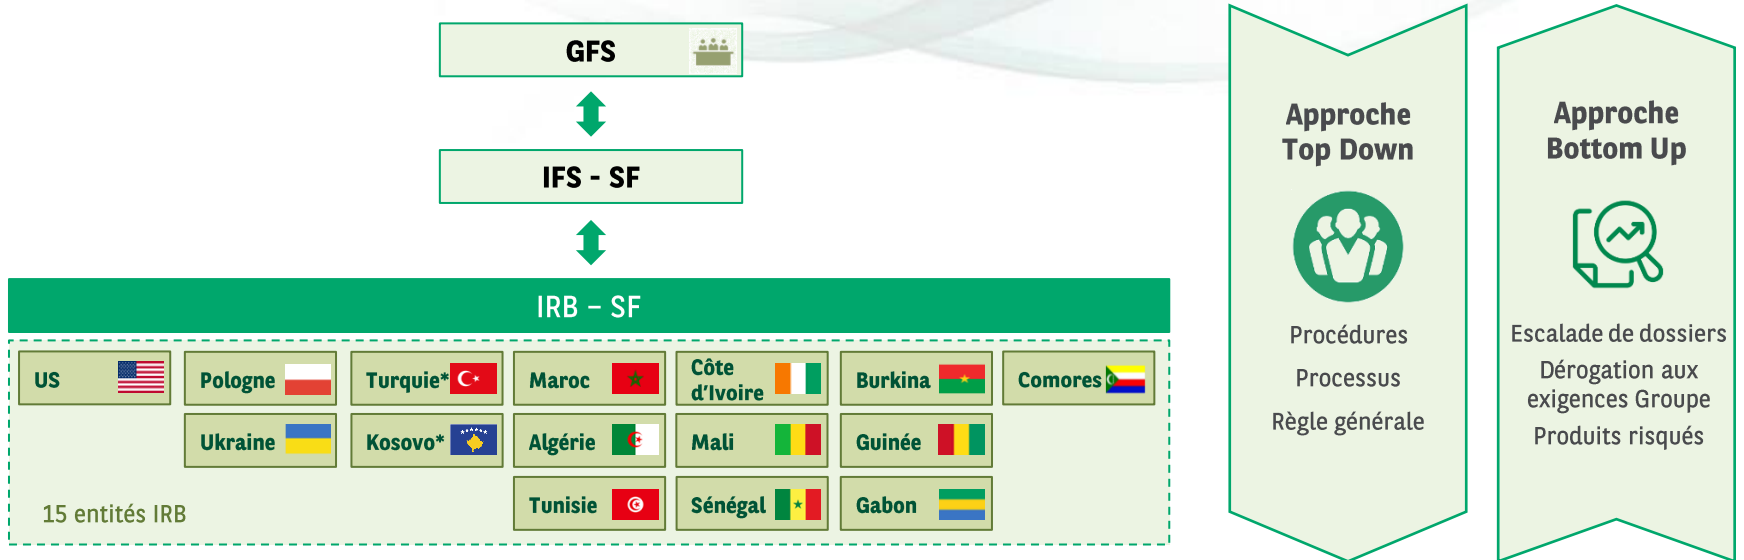 GFS
IFS - SF
IRB – SF
US
Pologne
Turquie*
Maroc
Côte
d'Ivoire
Burkina
Comores
Ukraine
Kosovo*
Algérie
Mali
Guinée
Tunisie
Sénégal
Gabon
15 entités IRB
Approche
Top Down
Procédures
Processus
Règle générale
Approche
Bottom Up
Escalade de dossiers
Dérogation aux
exigences Groupe
Produits risqués